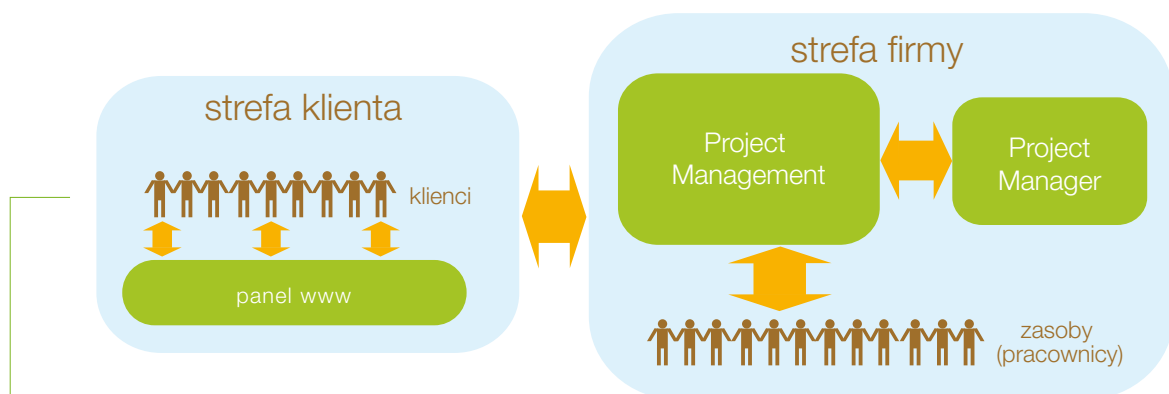 strefa klienta
klienci
panel www
strefa firmy
Project
Management
Project
Manager
zasoby
(pracownicy)